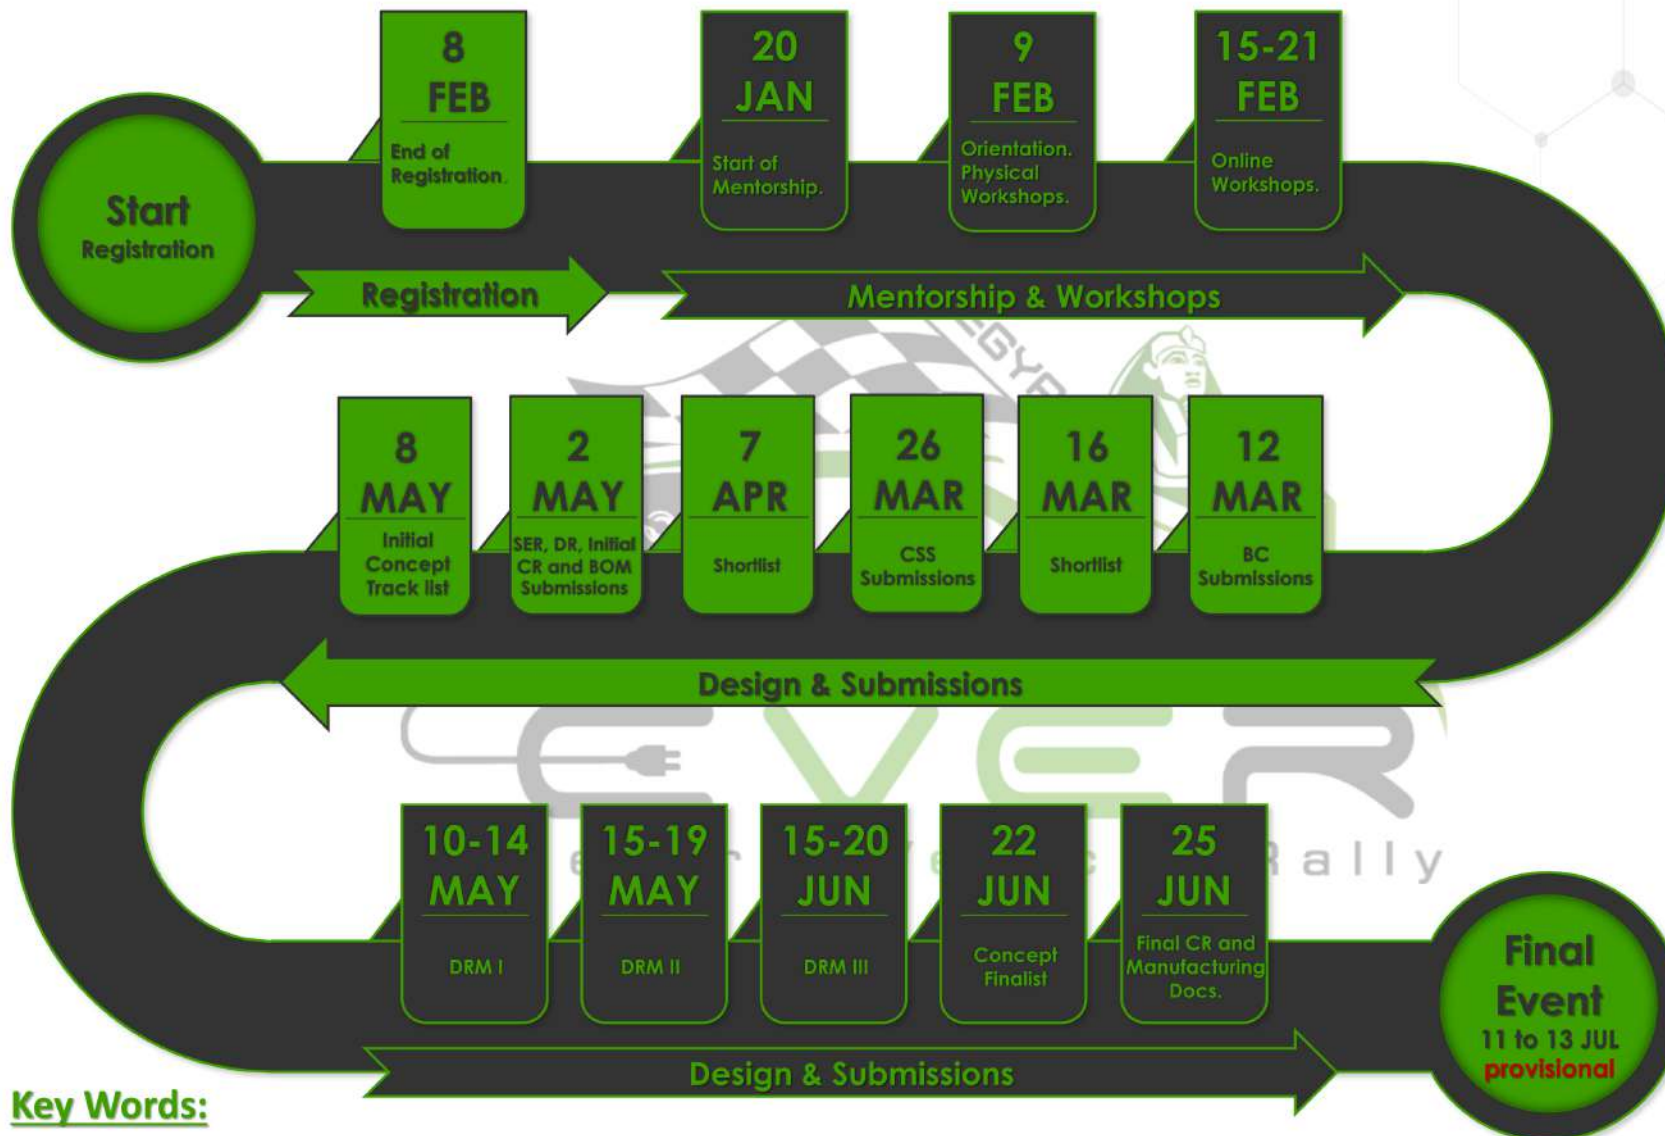 Start
Registration
8
FEB
End of
Registration.
20
JAN
Start of
Mentorship.
9
FEB
Orientation.
Physical
Workshops.
15-21
FEB
Online
Workshops.
Registration
Mentorship & Workshops
8
MAY
Initial
Concept
Track list
2
MAY
SER, DR, Initial
CR and BOM
Submissions
7
APR
Shortlist
26
MAR
CSS
Submissions
16
MAR
Shortlist
12
MAR
BC
Submissions
Design & Submissions
EVER
Rally
10-14
MAY
DRM I
15-19
MAY
DRM II
15-20
JUN
DRM III
22
JUN
Concept
Finalist
25
JUN
Final CR and
Manufacturing
Docs.
Final
Event
11 to 13 JUL
provisional
Design & Submissions
Key Words: